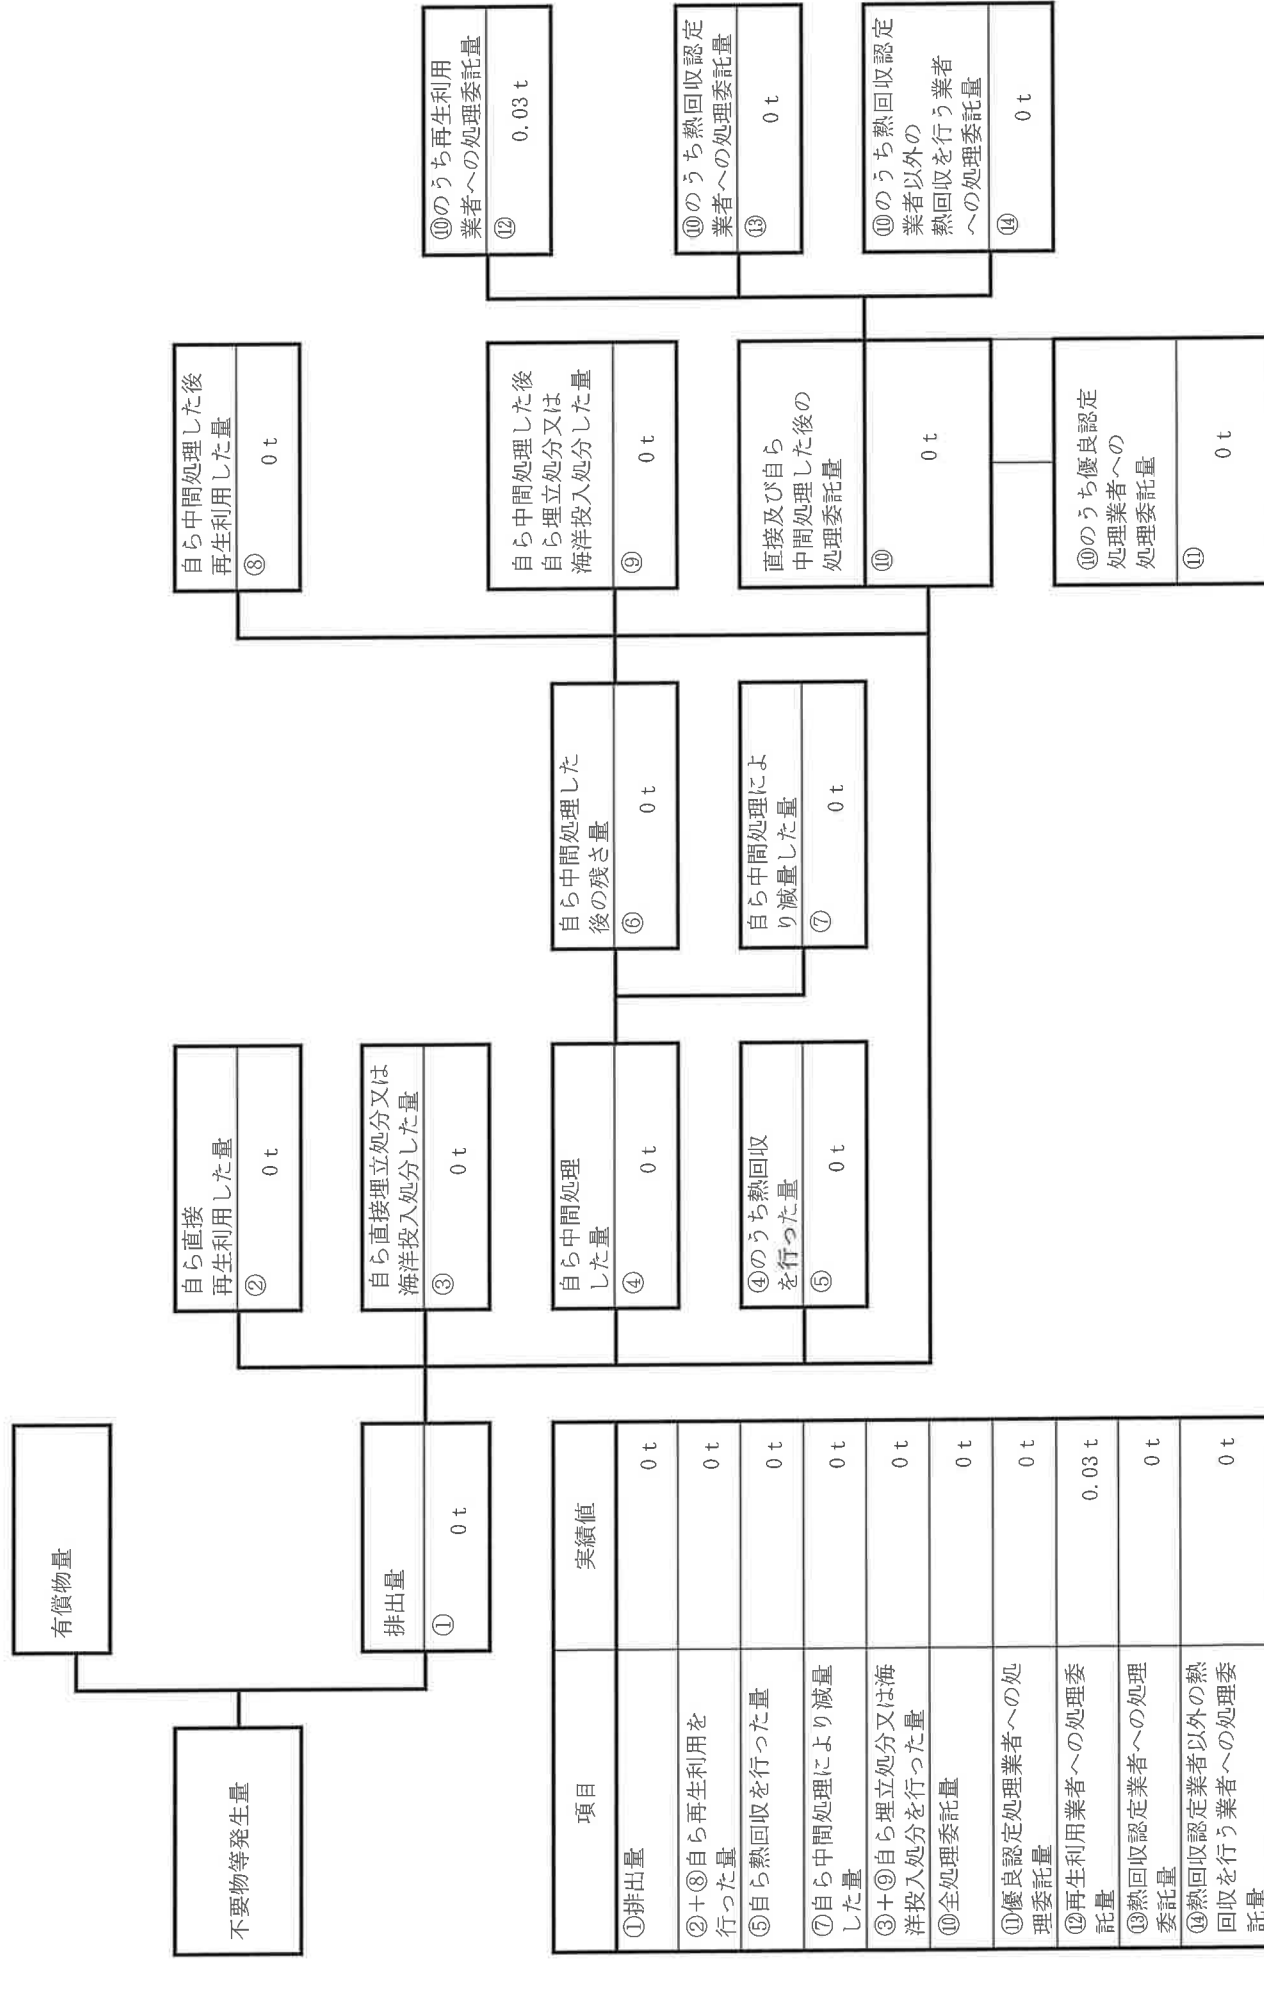 有償物量
不要物等発生量
排出量
①
0 t
自ら直接
再生利用した量
②
0 t
自ら直接埋立処分又は
海洋投入処分した量
③
0 t
自ら中間処理
した量
④
0 t
④のうち熱回収
を行った量
⑤
0 t
自ら中間処理した
後の残さ量
⑥
0 t
自ら中間処理によ
り減量した量
⑦
0 t
自ら中間処理した後
再生利用した量
⑧
0 t
自ら中間処理した後
自ら埋立処分又は
海洋投入処分した量
⑨
0 t
直接及び自ら
中間処理した後の
処理委託量
⑩
0 t
⑩のうち優良認定
処理業者への
処理委託量
⑪
0 t
⑩のうち再生利用
業者への処理委託量
⑫
0.03 t
⑩のうち熱回収認定
業者への処理委託量
⑬
0 t
⑩のうち熱回収認定
業者以外の
熱回収を行う業者
への処理委託量
⑭
0 t
項目 実績値
①排出量 0 t
②+⑧自ら再生利用を
行った量 0 t
⑤自ら熱回収を行った量 0 t
⑦自ら中間処理により減量
した量 0 t
③+⑨自ら埋立処分又は海
洋投入処分を行った量 0 t
⑩全処理委託量 0 t
⑪優良認定処理業者への処
理委託量 0 t
⑫再生利用業者への処理委
託量 0.03 t
⑬熱回収認定業者への処理
委託量 0 t
⑭熱回収認定業者以外の熱
回収を行う業者への処理委
託量 0 t